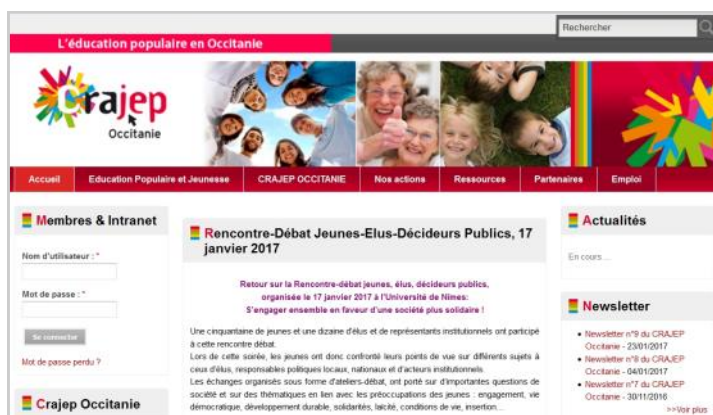 Rechercher
L'éducation populaire en Occitanie
Crajep
Occitanie
Accueil
Education Populaire et Jeunesse
CRAJEP OCCITANIE
Nos actions
Ressources
Partenaires
Emploi
Membres & Intranet
Nom d'utilisateur : *
Mot de passe : *
Se connecter
Mot de passe perdu ?
Crajep Occitanie
Rencontre-Débat Jeunes-Elus-Décideurs Publics, 17
janvier 2017
Retour sur la Rencontre-débat jeunes, élus, décideurs publics,
organisée le 17 janvier 2017 à l'Université de Nimes:
S'engager ensemble en faveur d'une société plus solidaire !
Une cinquantaine de jeunes et une dizaine d'élus et de représentants institutionnels ont participé
à cette rencontre débat.
Lors de cette soirée, les jeunes ont donc confronté leurs points de vue sur différents sujets à
ceux d'élus, responsables politiques locaux, nationaux et d'acteurs institutionnels.
Les échanges organisés sous forme d'ateliers-débat, ont porté sur d'importantes questions de
société et sur des thématiques en lien avec les préoccupations des jeunes : engagement, vie
démocratique, développement durable, solidarités, laïcité, conditions de vie, insertion...
Actualités
En cours....
Newsletter
Newsletter n°9 du CRAJEP
Occitanie - 23/01/2017
Newsletter n°8 du CRAJEP
Occitanie - 04/01/2017
Newsletter n°7 du CRAJEP
Occitanie - 30/11/2016
>>Voir plus